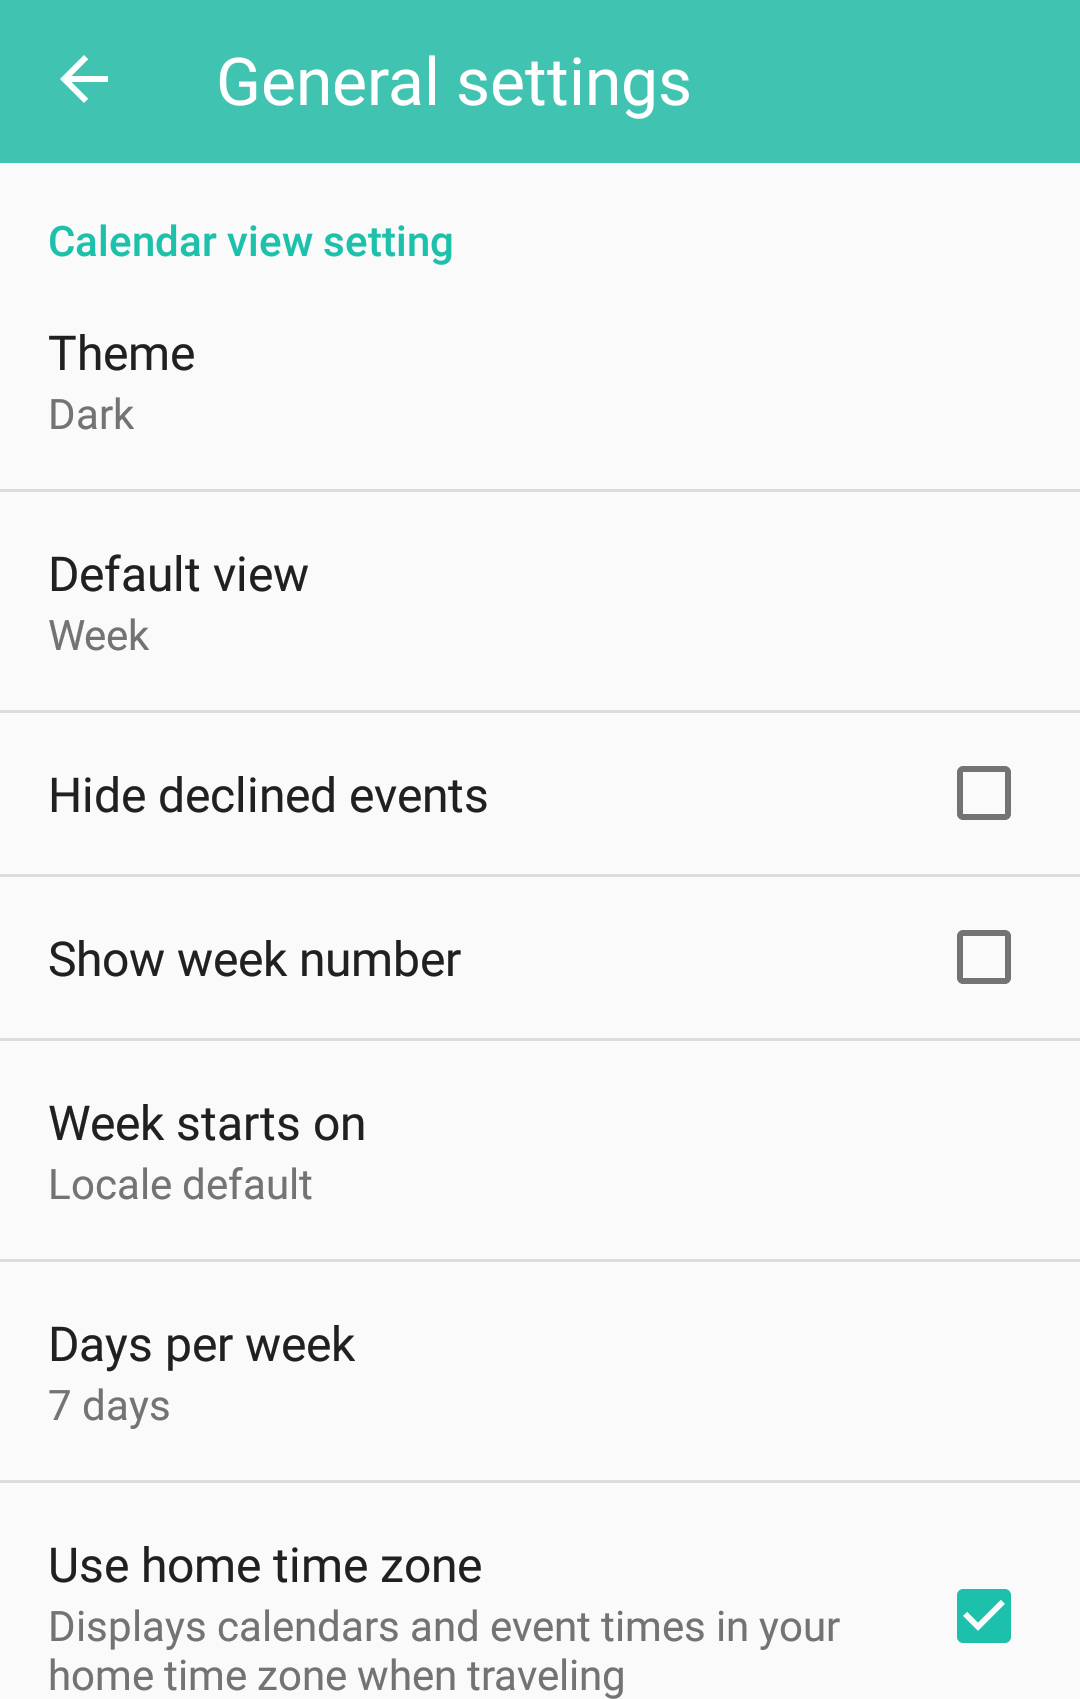 General settings
Calendar view setting
Theme
Dark
Default view
Week
Hide declined events
Show week number
Week starts on
Locale default
Days per week
7 days
Use home time zone
Displays calendars and event times in your
home time zone when traveling